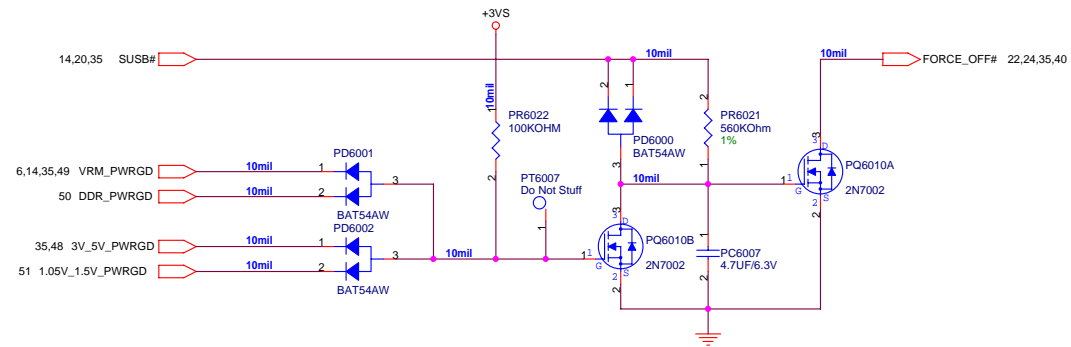 +3VS
14,20,35 SUSB#
10mil
10mil
FORCE_OFF# 22,24,35,40
10mil
2
1
2
1
PR6022
100KOHM
2
PD6000
BAT54AW
3
2
PR6021
560KOhm
1%
1
PD6001
6,14,35,49 VRM_PWRGD
10mil
1
3
50 DDR_PWRGD
10mil
2
BAT54AW
PT6007
Do Not Stuff
1
10mil
3
3
D
1
G
PQ6010A
2N7002
2
S
2
PD6002
35,48 3V_5V_PWRGD
10mil
1
3
10mil
51 1.05V_1.5V_PWRGD
10mil
2
BAT54AW
3
3
D
1
1
G
PQ6010B
2N7002
2
S
2
1
PC6007
4.7UF/6.3V
2